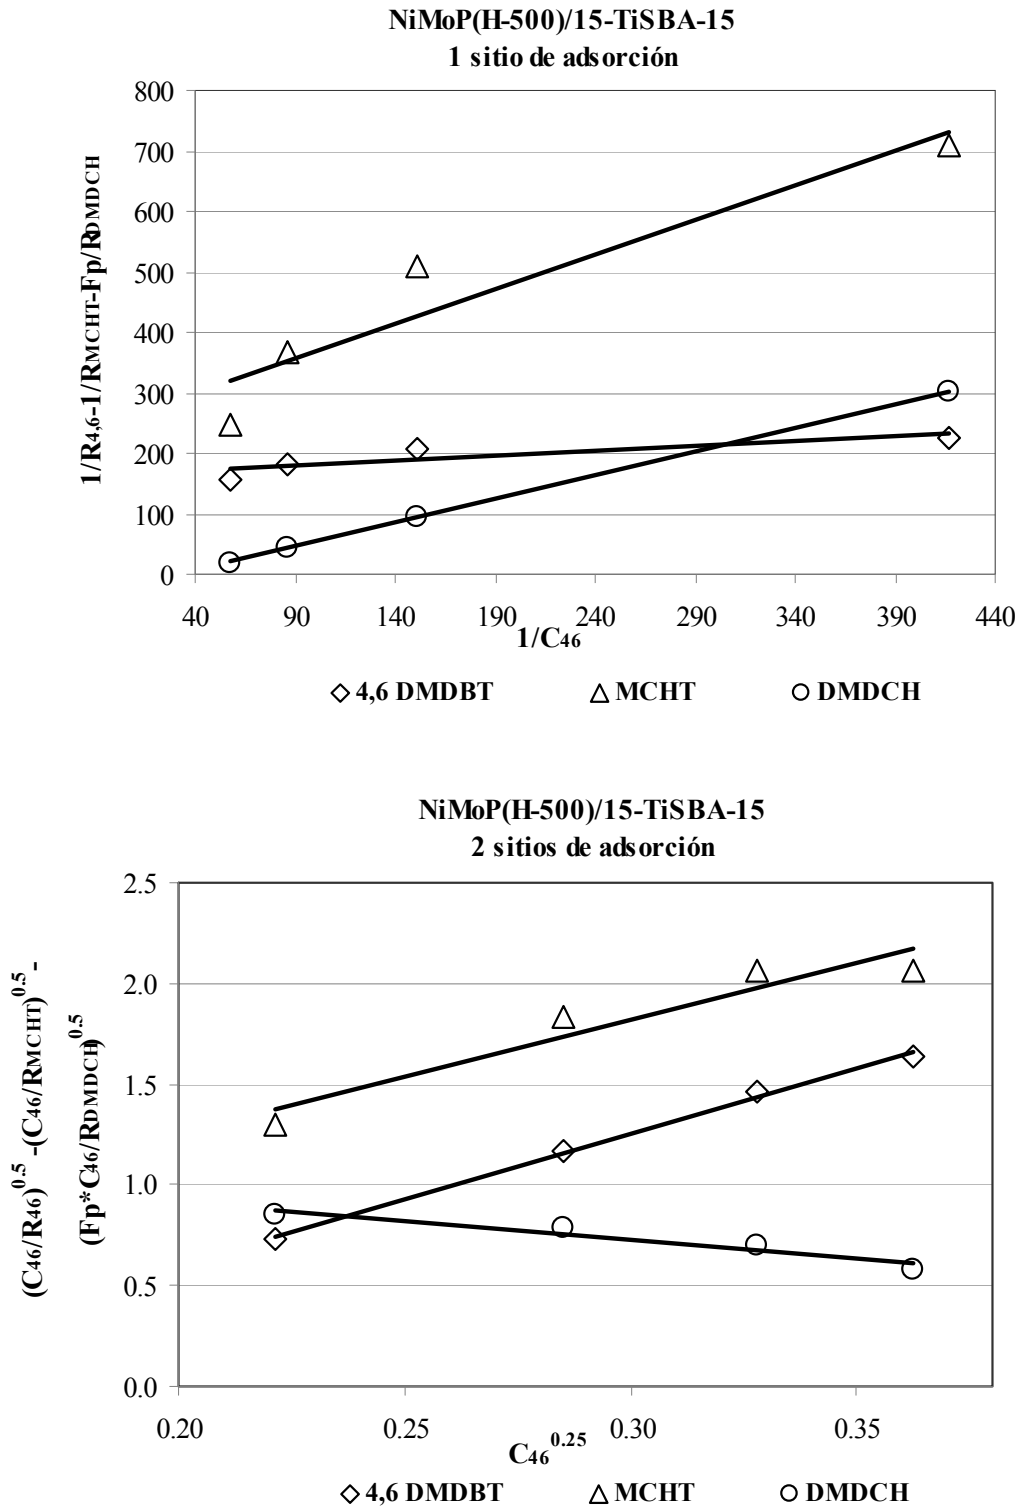 NiMoP(H-500)/15-TiSBA-15
1 sitio de adsorción
1/R4,6-1/RMCHT-Fp/RDMDCH
800
700
600
500
400
300
200
100
0
40 90 140 190 240 290 340 390 440
1/C46
4,6 DMDBT MCHT DMDCH
NiMoP(H-500)/15-TiSBA-15
2 sitios de adsorción
(C46/R46)^0.5 -(C46/RMCHT)^0.5 -
(Fp*C46/RDMDCH)^0.5
2.5
2.0
1.5
1.0
0.5
0.0
0.20 0.25 0.30 0.35
C46^0.25
4,6 DMDBT MCHT DMDCH